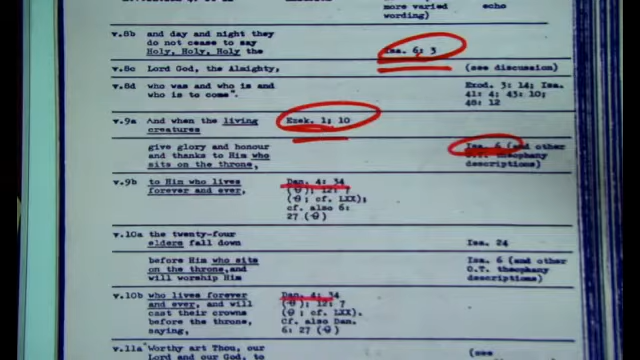 more varied
wording)
echo
v.8b and day and night they
do not cease to say
Holy, Holy, Holy the
Isa. 6: 3
v.8c Lord God, the Almighty,
(see discussion)
v.8d who was and who is and
who is to come".
Exod. 3: 14; Isa.
41: 4; 43: 10;
48: 12
v.9a And when the living
creatures
Ezek. 1; 10
give glory and honour
and thanks to Him who
sits on the throne,
Isa. 6 (and other
O.T. theophany
descriptions)
v.9b to Him who lives
forever and ever,
Dan. 4: 34
(θ); 12: 7
(θ; cf. LXX);
cf. also 6:
27 (θ)
v.10a the twenty-four
elders fall down
Isa. 24
before Him who sits
on the throne, and
will worship Him
Isa. 6 (and other
O.T. theophany
descriptions)
v.10b who lives forever
and ever, and will
cast their crowns
before the throne,
saying,
Dan. 4: 34
(θ); 12: 7
(θ; cf. LXX).
Cf. also Dan.
6: 27 (θ)
v.11a "Worthy art Thou, our
Lord and our God, to
(see